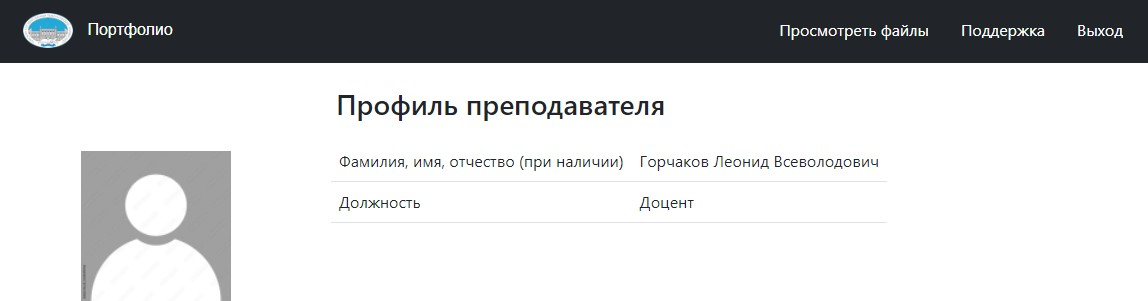 Портфолио
Просмотреть файлы
Поддержка
Выход
Профиль преподавателя
Фамилия, имя, отчество (при наличии) Горчаков Леонид Всеволодович
Должность Доцент